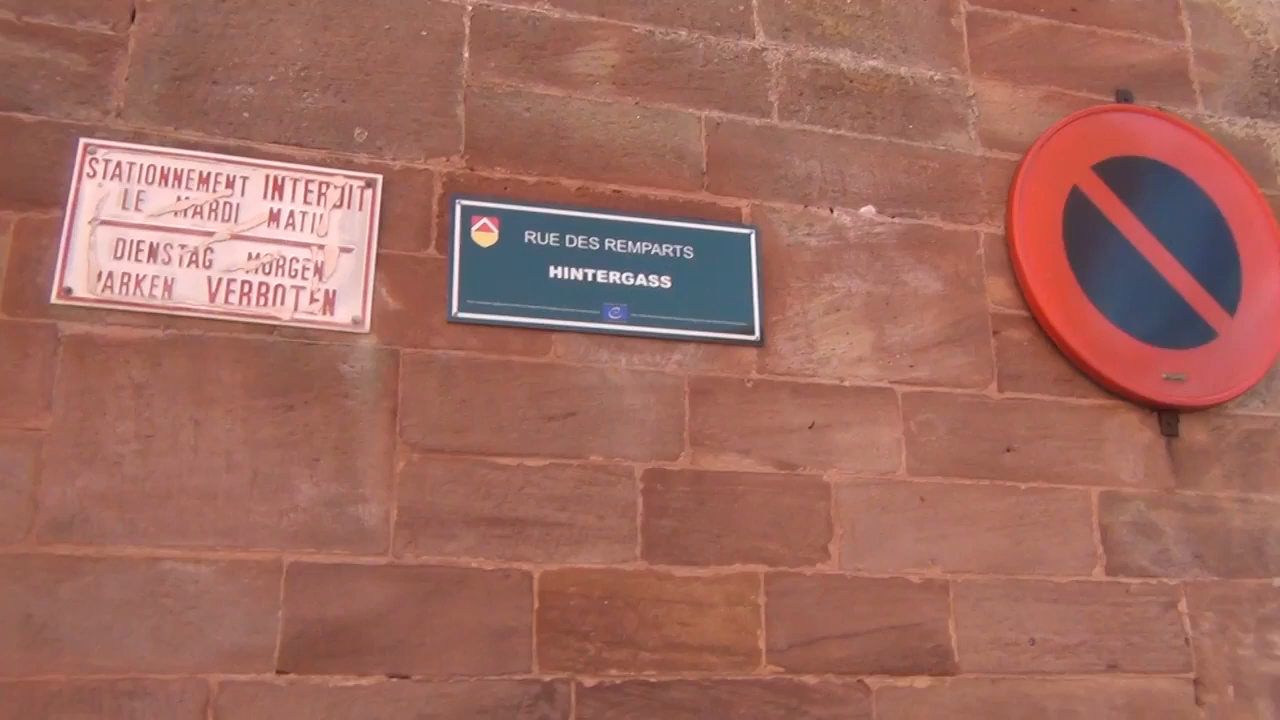 STATIONNEMENT INTERDIT
LE MARDI MATIN
DIENSTAG MORGEN
PARKEN VERBOTEN
RUE DES REMPARTS
HINTERGASS